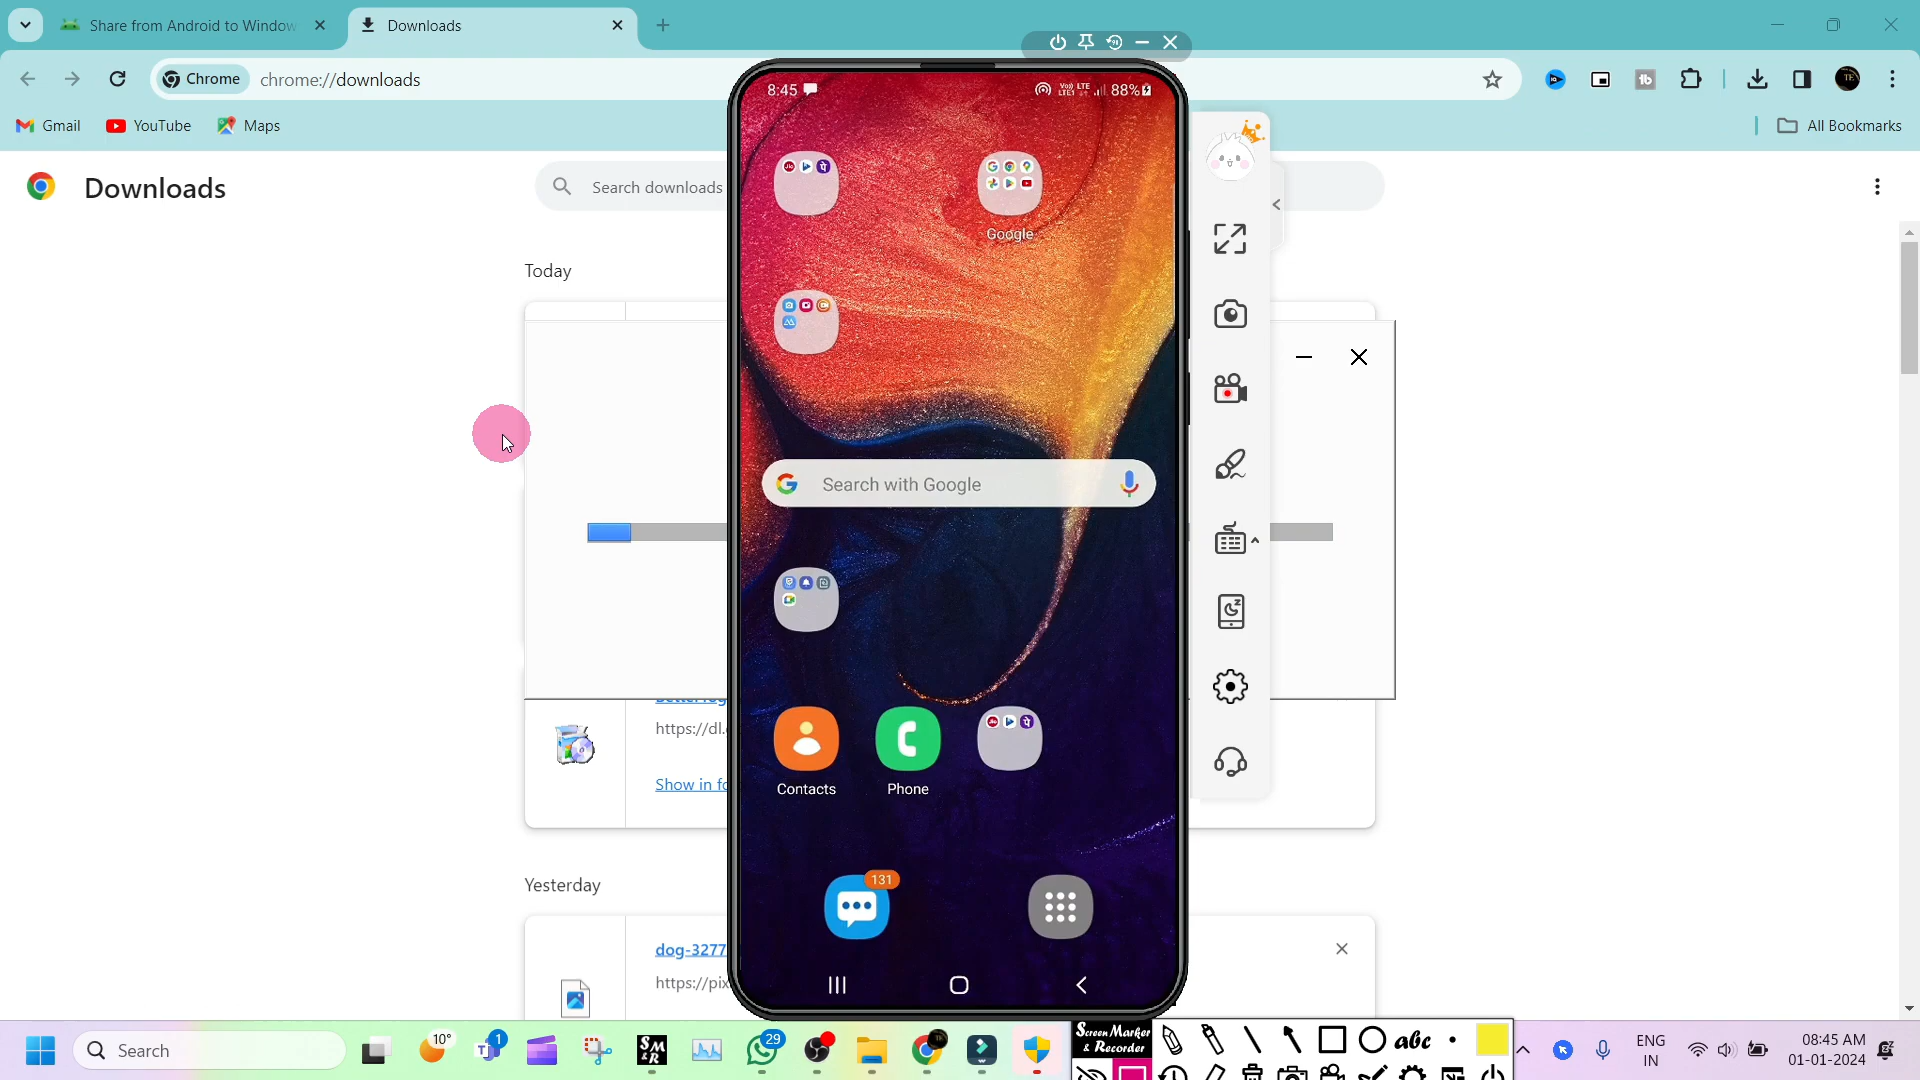 Share from Android to Window
Downloads
Chrome
chrome://downloads
Gmail
YouTube
Maps
All Bookmarks
Downloads
Search downloads
Today
https://dl.
Show in fo
Yesterday
dog-3277
https://pix
8:45
88%
Google
Search with Google
Contacts
Phone
131
Search
10°
1
29
Screen Marker
& Recorder
abc
ENG
IN
08:45 AM
01-01-2024